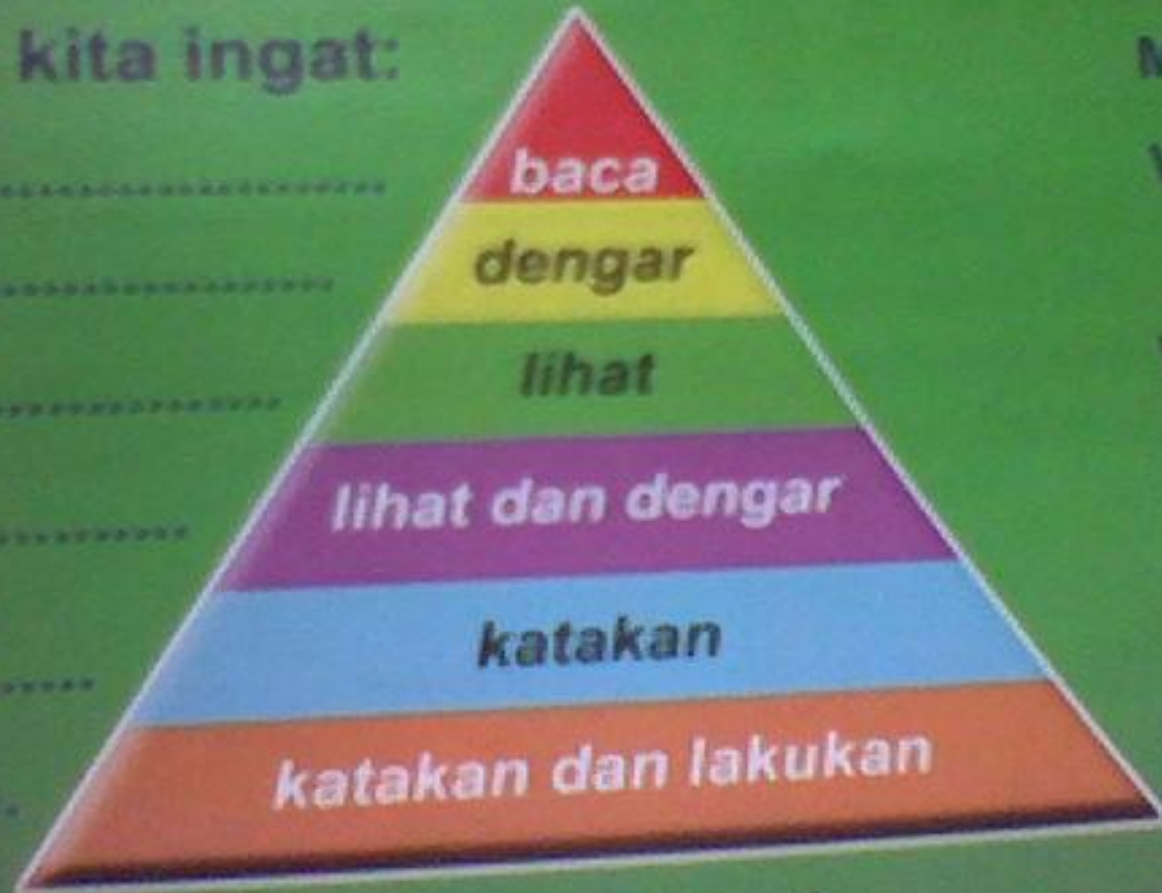 kita ingat:
baca
dengar
lihat
lihat dan dengar
katakan
katakan dan lakukan